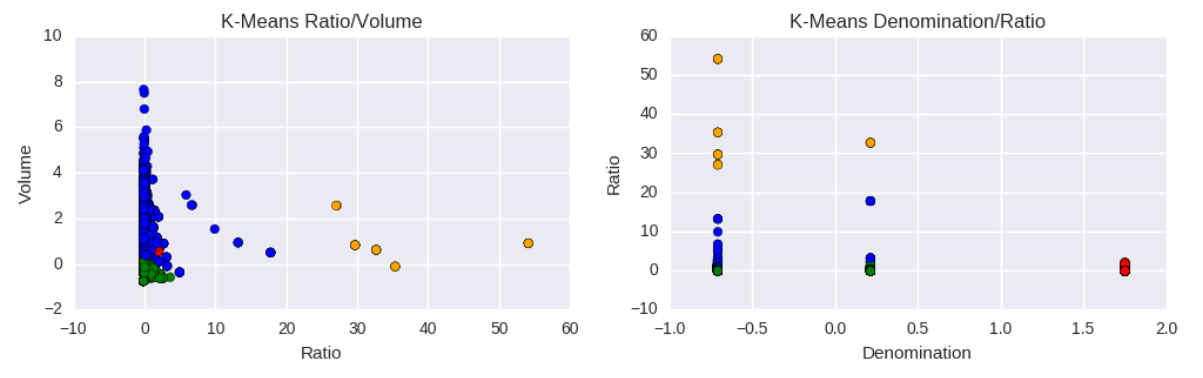 K-Means Ratio/Volume
10
8
6
4
2
0
−2
Volume
−10 0 10 20 30 40 50 60
Ratio
K-Means Denomination/Ratio
60
50
40
30
20
10
0
−10
Ratio
−1.0 −0.5 0.0 0.5 1.0 1.5 2.0
Denomination